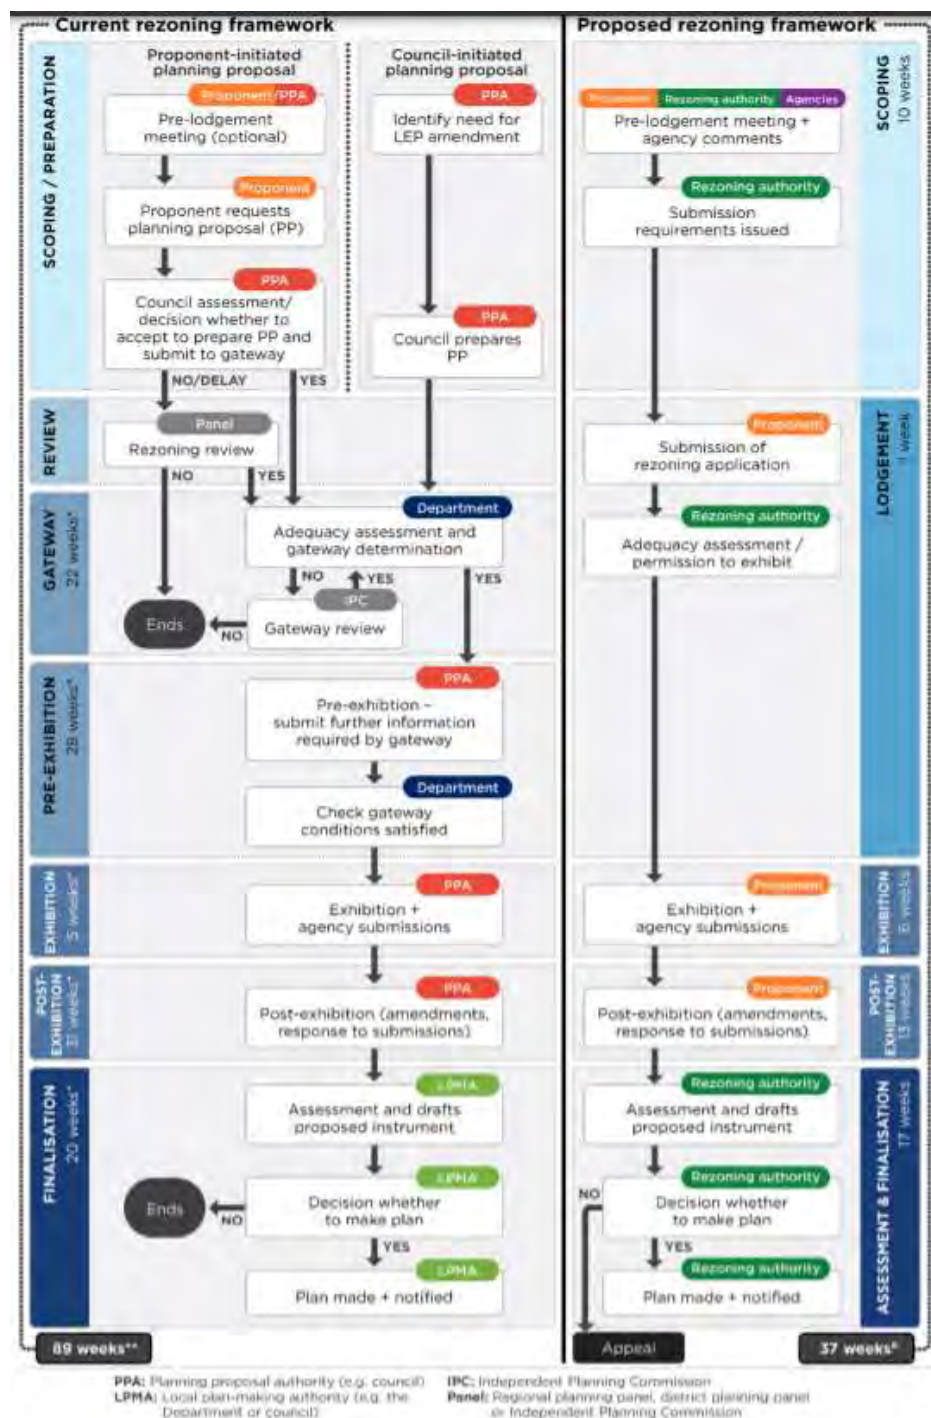 Current rezoning framework
Proponent-initiated
planning proposal
Council-initiated
planning proposal
SCOPING / PREPARATION
Proponent/PPA
Pre-lodgement
meeting (optional)
PPA
Identify need for
LEP amendment
Proponent
Proponent requests
planning proposal (PP)
PPA
Council assessment/
decision whether to
accept to prepare PP and
submit to gateway
PPA
Council prepares
PP
NO/DELAY
YES
REVIEW
Panel
Rezoning review
NO
YES
GATEWAY
22 weeks*
Department
Adequacy assessment and
gateway determination
NO
YES
YES
IPC
Gateway review
NO
Ends
PRE-EXHIBITION
28 weeks*
PPA
Pre-exhibtion –
submit further information
required by gateway
Department
Check gateway
conditions satisfied
EXHIBITION
5 weeks*
PPA
Exhibition +
agency submissions
POST-
EXHIBITION
31 weeks*
PPA
Post-exhibition (amendments,
response to submissions)
FINALISATION
20 weeks*
LPMA
Assessment and drafts
proposed instrument
LPMA
Decision whether
to make plan
NO
Ends
YES
LPMA
Plan made + notified
89 weeks**
Proposed rezoning framework
SCOPING
10 weeks
Proponent Rezoning authority Agencies
Pre-lodgement meeting +
agency comments
Rezoning authority
Submission
requirements issued
LODGEMENT
1 week
Proponent
Submission of
rezoning application
Rezoning authority
Adequacy assessment /
permission to exhibit
EXHIBITION
6 weeks
Proponent
Exhibition +
agency submissions
POST-
EXHIBITION
13 weeks
Proponent
Post-exhibition (amendments,
response to submissions)
ASSESSMENT & FINALISATION
17 weeks
Rezoning authority
Assessment and drafts
proposed instrument
Rezoning authority
Decision whether
to make plan
NO
YES
Rezoning authority
Plan made + notified
Appeal
37 weeks
PPA: Planning proposal authority (e.g. council)
LPMA: Local plan-making authority (e.g. the
Department or council)
IPC: Independent Planning Commission
Panel: Regional planning panel, district planning panel
or Independent Planning Commission